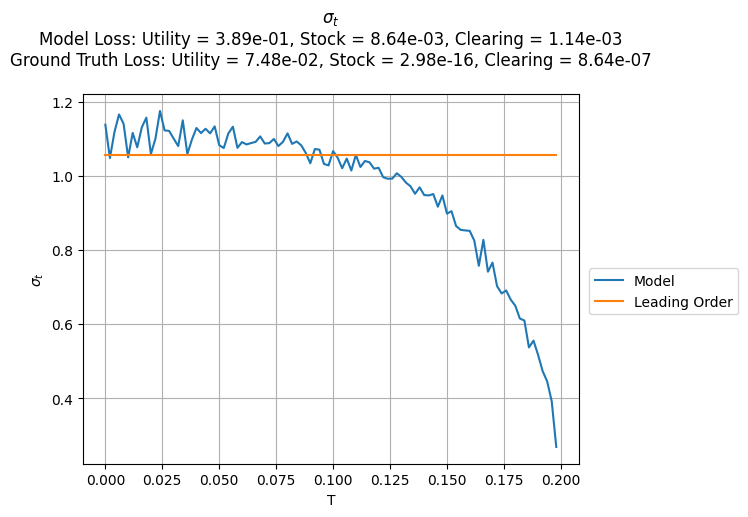 σt
Model Loss: Utility = 3.89e-01, Stock = 8.64e-03, Clearing = 1.14e-03
Ground Truth Loss: Utility = 7.48e-02, Stock = 2.98e-16, Clearing = 8.64e-07
1.2
1.0
0.8
0.6
0.4
σt
0.000 0.025 0.050 0.075 0.100 0.125 0.150 0.175 0.200
T
Model
Leading Order